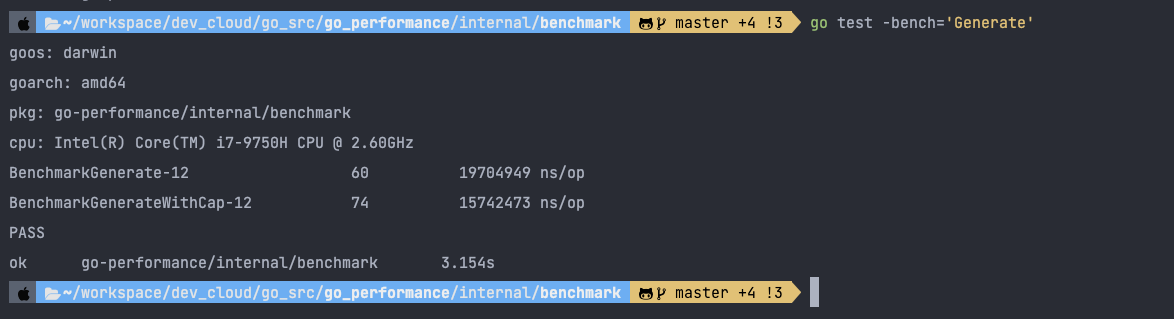 ~/workspace/dev_cloud/go_src/go_performance/internal/benchmark master +4 !3 go test -bench='Generate'
goos: darwin
goarch: amd64
pkg: go-performance/internal/benchmark
cpu: Intel(R) Core(TM) i7-9750H CPU @ 2.60GHz
BenchmarkGenerate-12 60 19704949 ns/op
BenchmarkGenerateWithCap-12 74 15742473 ns/op
PASS
ok go-performance/internal/benchmark 3.154s
~/workspace/dev_cloud/go_src/go_performance/internal/benchmark master +4 !3